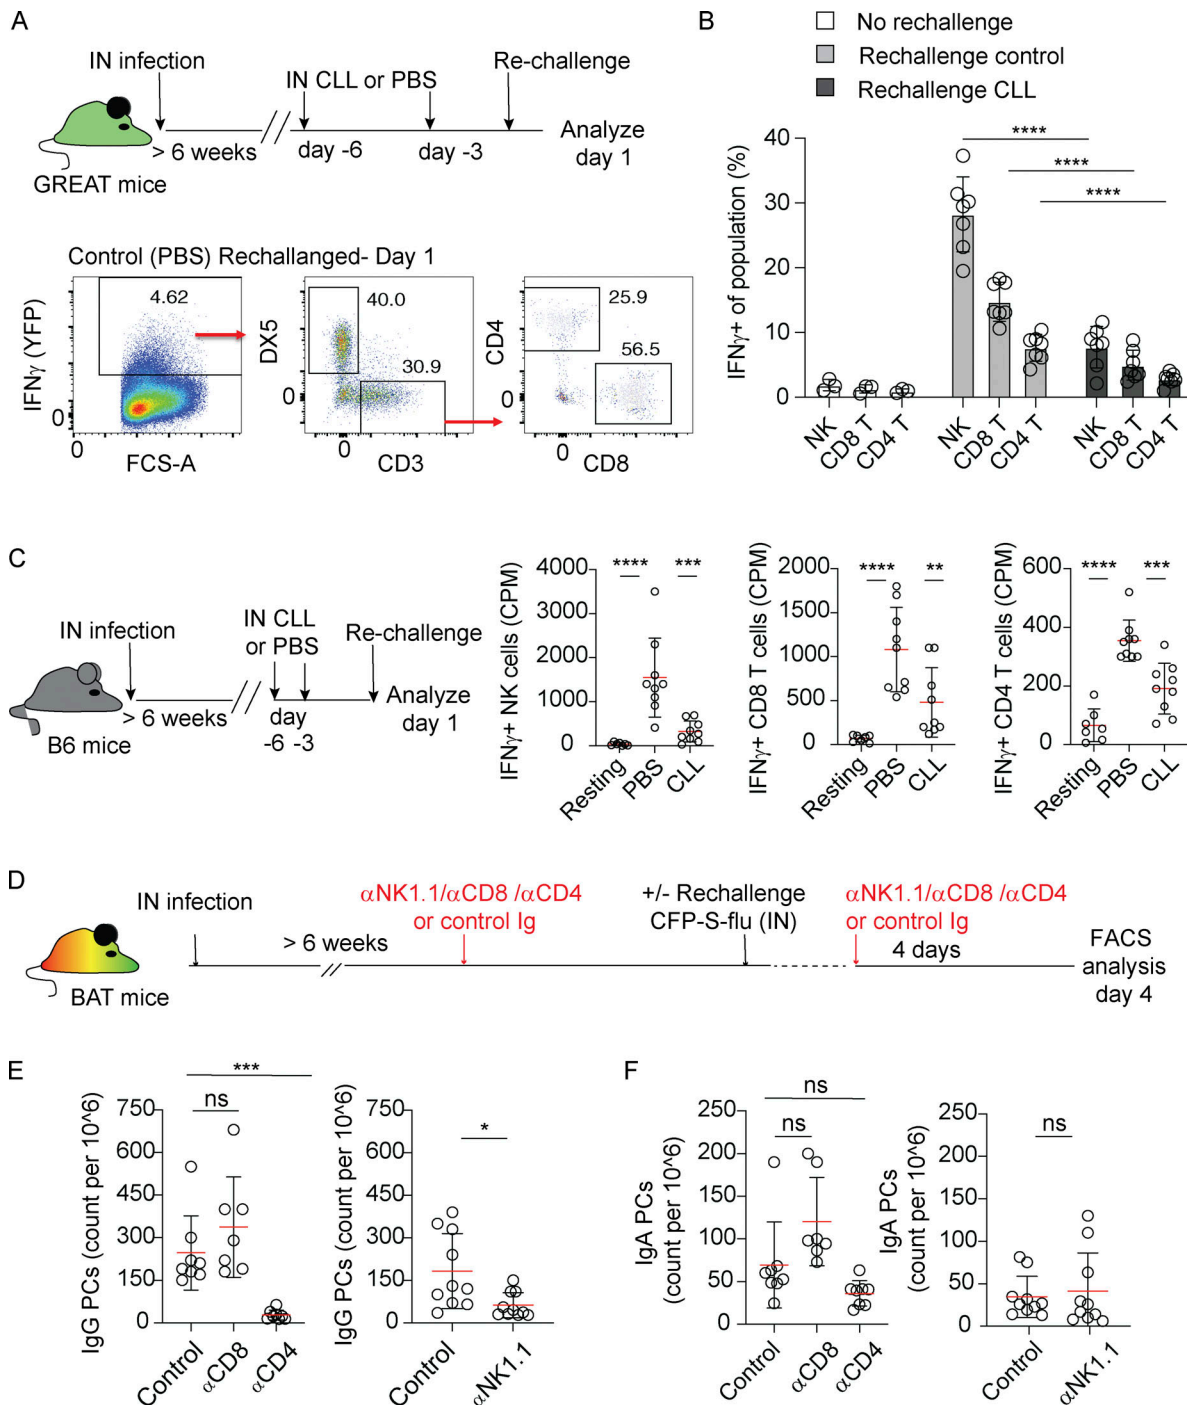 A
IN infection
IN CLL or PBS
Re-challenge
> 6 weeks
day -6
day -3
Analyze
day 1
GREAT mice
Control (PBS) Rechallanged- Day 1
IFNγ (YFP)
4.62
0
0
FCS-A
DX5
40.0
30.9
0
0
CD3
CD4
25.9
56.5
0
0
CD8
B
No rechallenge
Rechallenge control
Rechallenge CLL
IFNγ+ of population (%)
40
30
20
10
0
****
****
****
NK
CD8 T
CD4 T
NK
CD8 T
CD4 T
NK
CD8 T
CD4 T
C
IN infection
IN CLL
or PBS
Re-challenge
> 6 weeks
day
-6 -3
Analyze
day 1
B6 mice
IFNγ+ NK cells (CPM)
4000
3000
2000
1000
0
****
***
Resting
PBS
CLL
IFNγ+ CD8 T cells (CPM)
2000
1500
1000
500
0
****
**
Resting
PBS
CLL
IFNγ+ CD4 T cells (CPM)
600
400
200
0
****
***
Resting
PBS
CLL
D
IN infection
> 6 weeks
αNK1.1/αCD8 /αCD4
or control Ig
+/- Rechallenge
CFP-S-flu (IN)
αNK1.1/αCD8 /αCD4
or control Ig
4 days
FACS
analysis
day 4
BAT mice
E
IgG PCs (count per 10^6)
750
600
450
300
150
0
***
ns
Control
αCD8
αCD4
IgG PCs (count per 10^6)
750
600
450
300
150
0
*
Control
αNK1.1
F
IgA PCs
(count per 10^6)
250
200
150
100
50
0
ns
ns
Control
αCD8
αCD4
IgA PCs
(count per 10^6)
250
200
150
100
50
0
ns
Control
αNK1.1